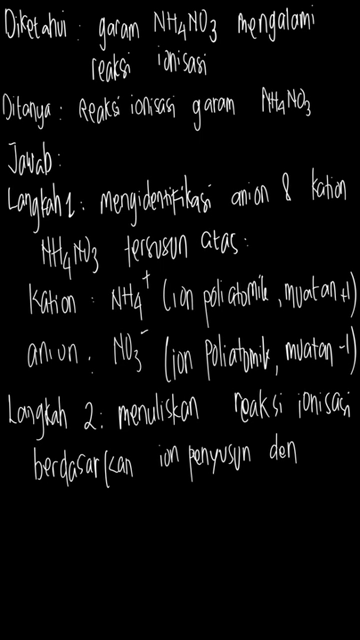 Diketahui : garam NH4NO3 mengalami
reaksi ionisasi
Ditanya : Reaksi ionisasi garam NH4NO3
Jawab:
Langkah 1: mengidentifikasi anion & kation
NH4NO3 tersusun atas:
kation : NH4+ (ion poliatomik, muatan +1)
anion : NO3- (ion Poliatomik, muatan -1)
Langkah 2: menuliskan reaksi ionisasi
berdasarkan ion penyusun den